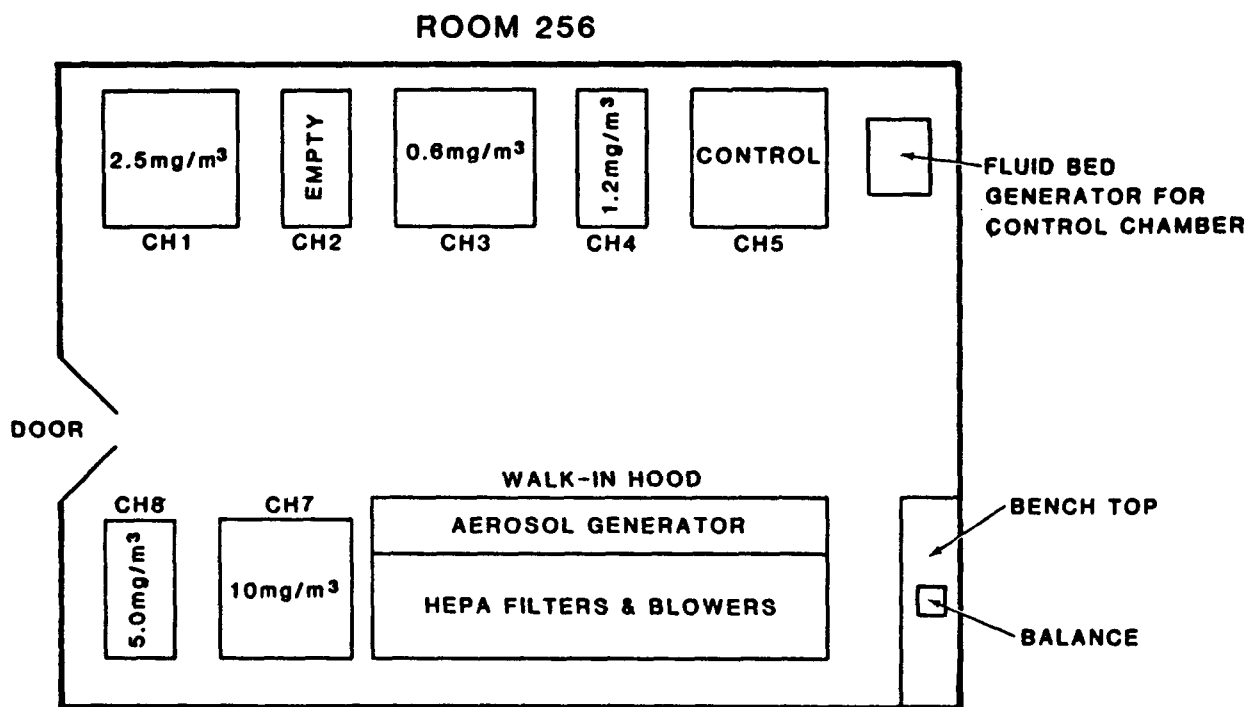 ROOM 256
2.5mg/m³
EMPTY
0.6mg/m³
1.2mg/m³
CONTROL
CH1
CH2
CH3
CH4
CH5
FLUID BED
GENERATOR FOR
CONTROL CHAMBER
DOOR
WALK-IN HOOD
CH8
CH7
AEROSOL GENERATOR
BENCH TOP
5.0mg/m³
10mg/m³
HEPA FILTERS & BLOWERS
BALANCE